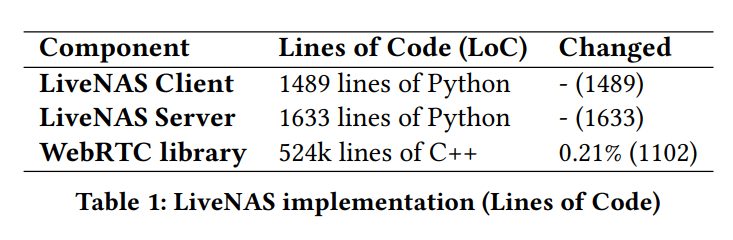 Component Lines of Code (LoC) Changed
LiveNAS Client 1489 lines of Python - (1489)
LiveNAS Server 1633 lines of Python - (1633)
WebRTC library 524k lines of C++ 0.21% (1102)
Table 1: LiveNAS implementation (Lines of Code)